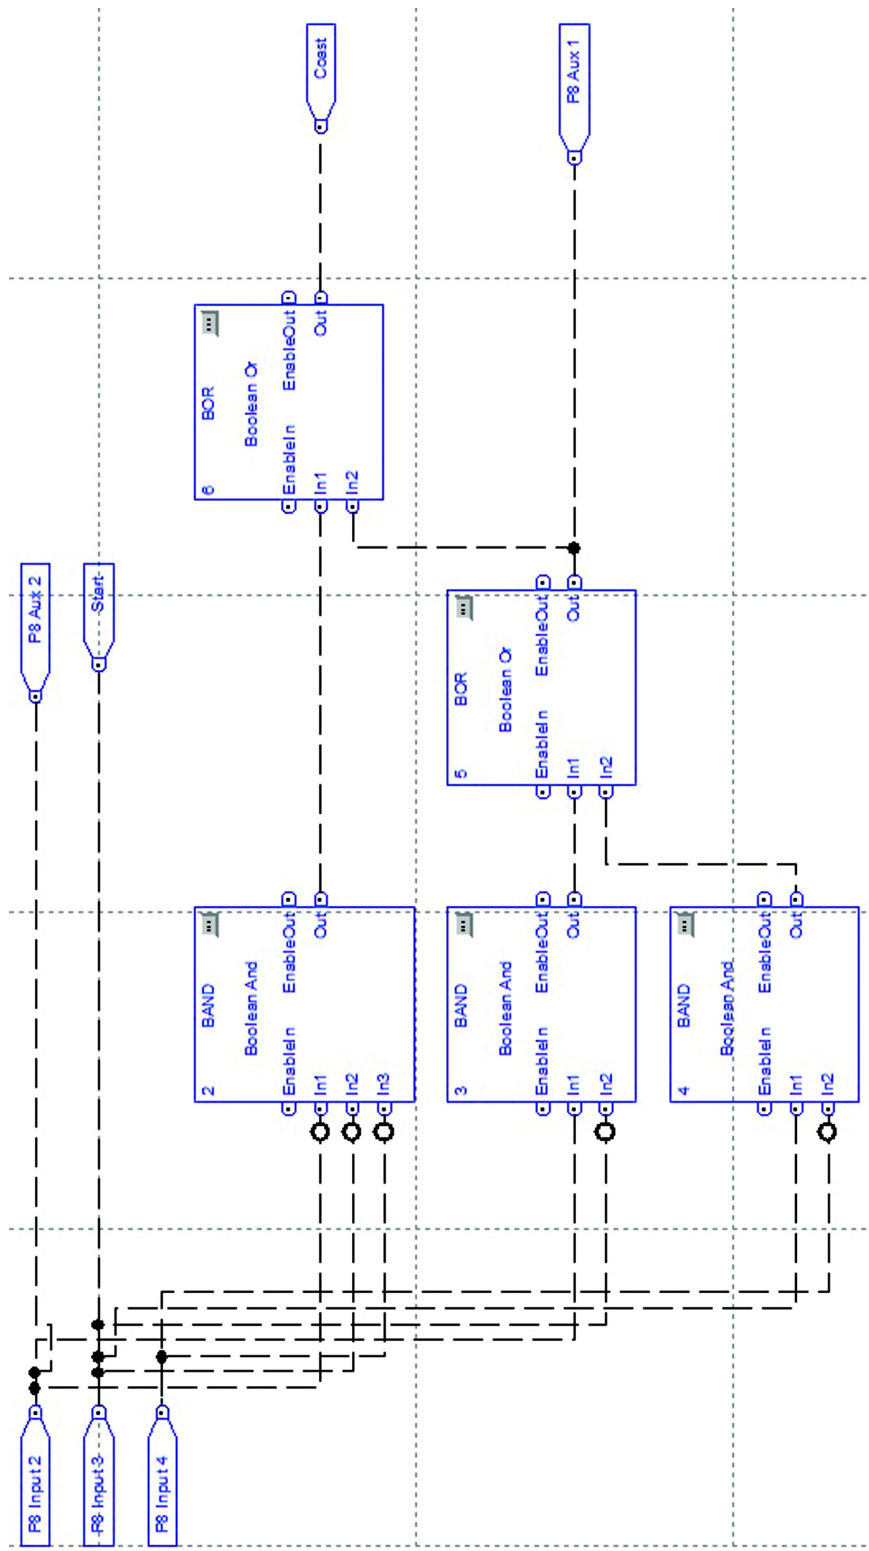 P8 Input 2
P8 Aux 2
P8 Input 3
Start
P8 Input 4
2 BAND ...
Boolean And
EnableIn EnableOut
In1 Out
In2
In3
6 BOR ...
Boolean Or
EnableIn EnableOut
In1 Out
In2
Coast
3 BAND ...
Boolean And
EnableIn EnableOut
In1 Out
In2
5 BOR ...
Boolean Or
EnableIn EnableOut
In1 Out
In2
P8 Aux 1
4 BAND ...
Boolean And
EnableIn EnableOut
In1 Out
In2